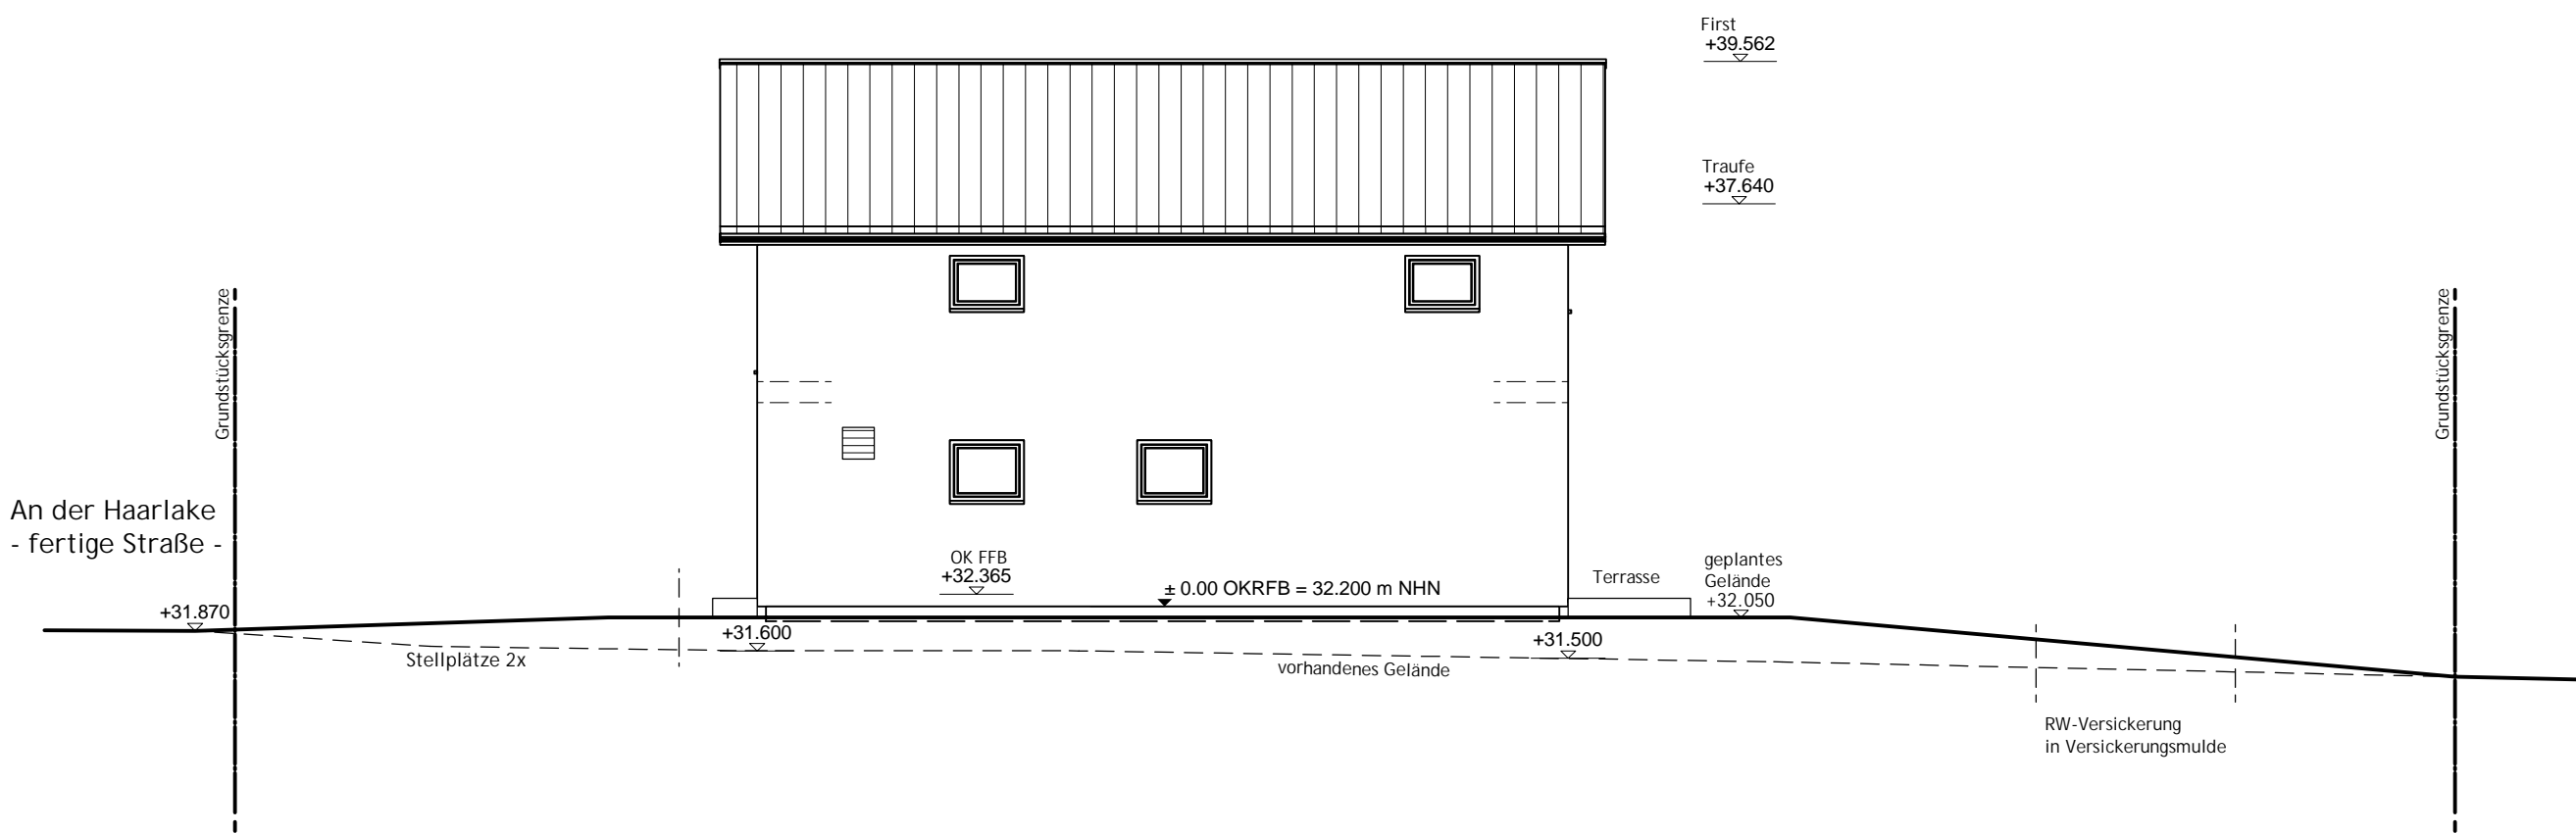 First
+39.562
Traufe
+37.640
Grundstücksgrenze
Grundstücksgrenze
An der Haarlake
- fertige Straße -
+31.870
OK FFB
+32.365
± 0.00 OKRFB = 32.200 m NHN
Terrasse
geplantes
Gelände
+32.050
+31.600
+31.500
Stellplätze 2x
vorhandenes Gelände
RW-Versickerung
in Versickerungsmulde